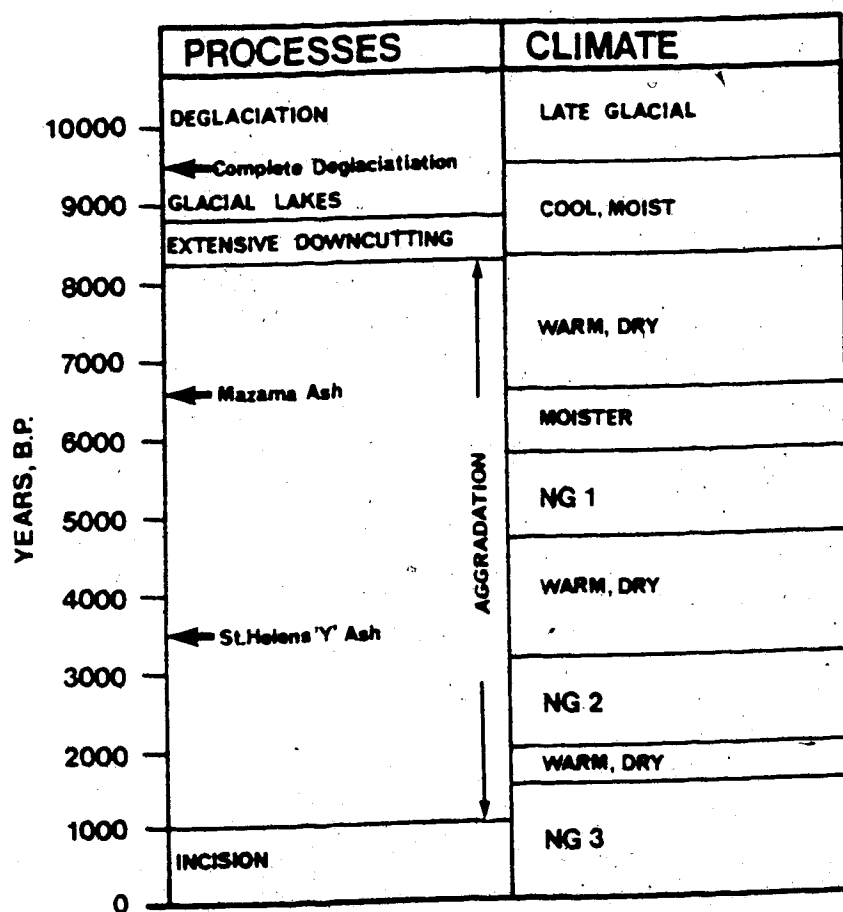 PROCESSES
CLIMATE
DEGLACIATION
LATE GLACIAL
10000
Complete Deglaciatiation
9000
GLACIAL LAKES
COOL, MOIST
EXTENSIVE DOWNCUTTING
8000
WARM, DRY
7000
Mazama Ash
MOISTER
6000
YEARS, B.P.
AGGRADATION
NG 1
5000
WARM, DRY
4000
St.Helens 'Y' Ash
3000
NG 2
2000
WARM, DRY
1000
NG 3
INCISION
0